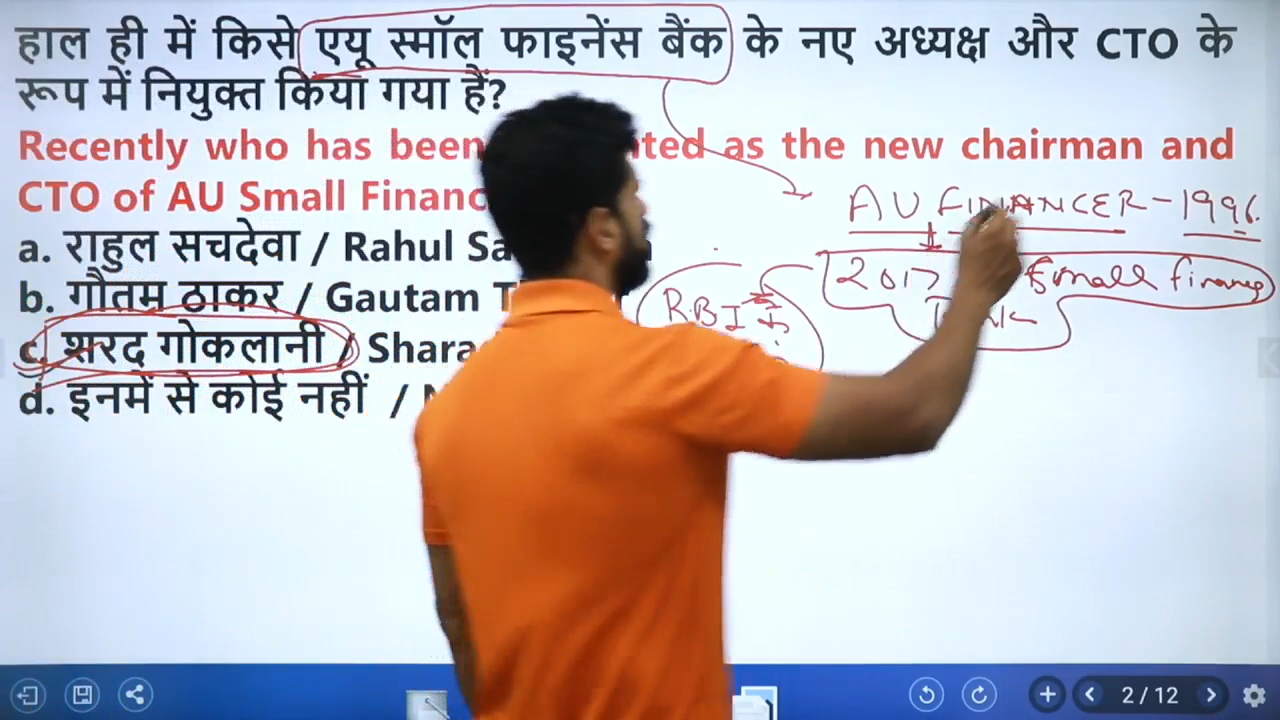 हाल ही में किसे एयू स्मॉल फाइनेंस बैंक के नए अध्यक्ष और CTO के
रूप में नियुक्त किया गया हैं?
Recently who has been ted as the new chairman and
CTO of AU Small Financ
a. राहुल सचदेवा / Rahul Sa
b. गौतम ठाकर / Gautam T
c. शरद गोकलानी / Shara
d. इनमें से कोई नहीं /
AU FINANCER - 1996
2017 Small finance
RBI
2 / 12